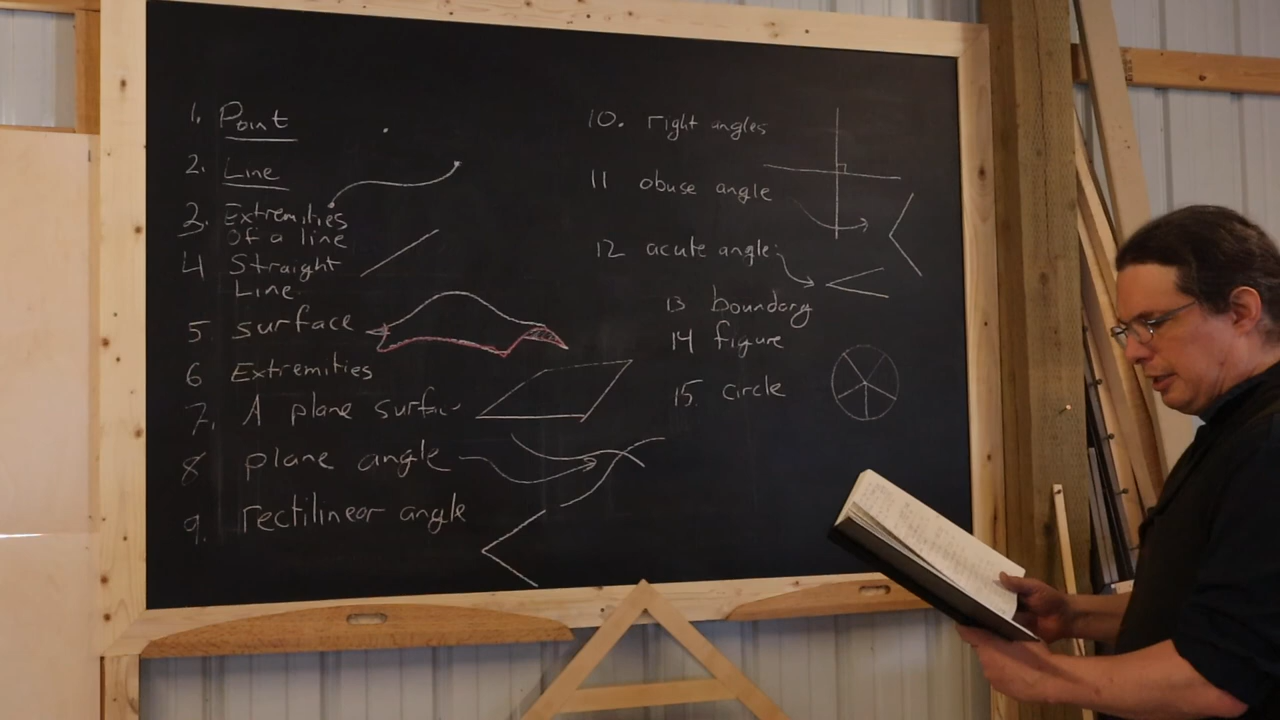 1. Point
2. Line
3. Extremities
Of a line
4 Straight
Line
5. surface
6 Extremities
7. A plane surfac
8 plane angle
9. rectilinear angle
10. right angles
11 obuse angle
12 acute angle
13 boundary
14 figure
15. circle